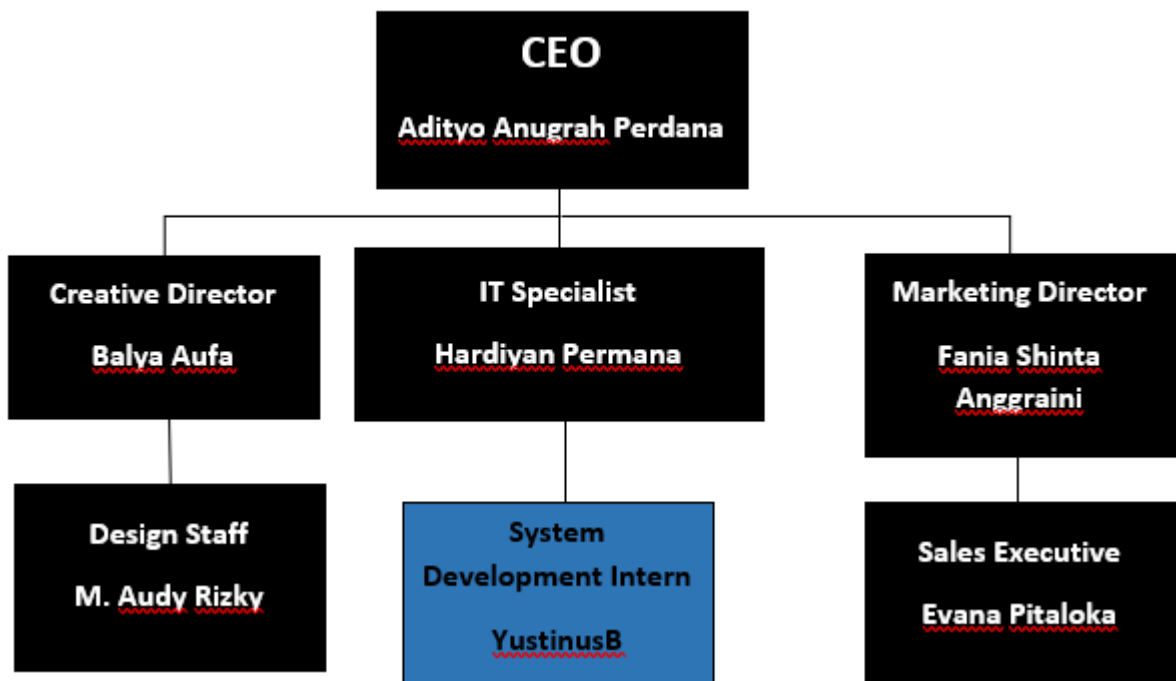 CEO
Adityo Anugrah Perdana
Creative Director
Balya Aufa
IT Specialist
Hardiyan Permana
Marketing Director
Fania Shinta
Anggraini
Design Staff
M. Audy Rizky
System
Development Intern
YustinusB
Sales Executive
Evana Pitaloka